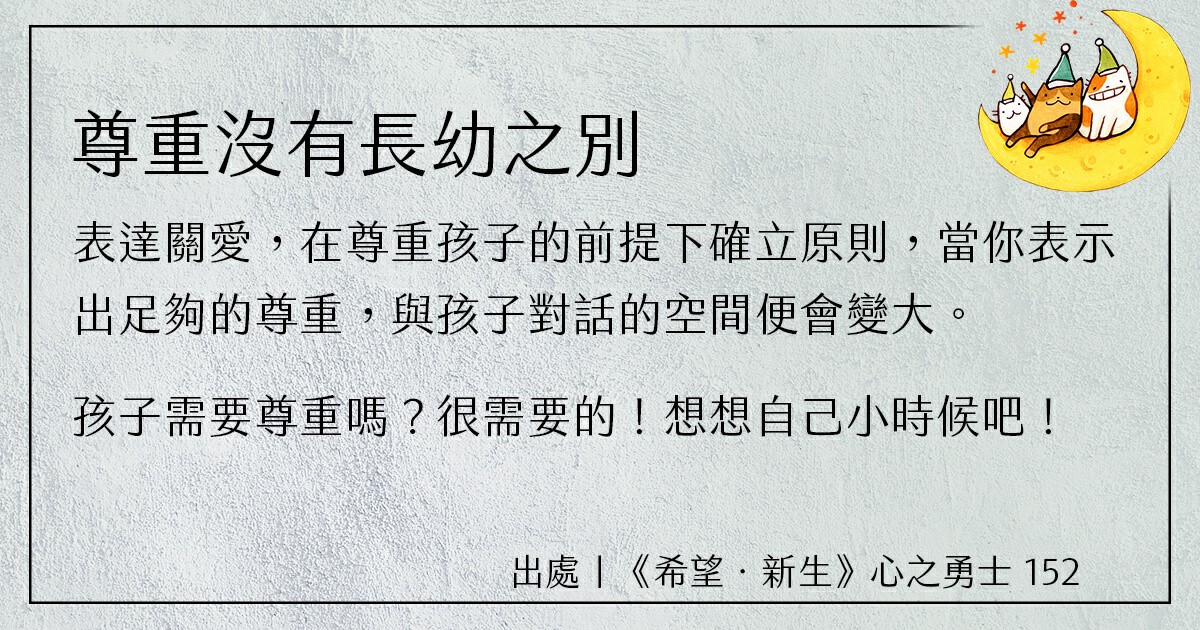 尊重沒有長幼之別
表達關愛，在尊重孩子的前提下確立原則，當你表示
出足夠的尊重，與孩子對話的空間便會變大。
孩子需要尊重嗎？很需要的！想想自己小時候吧！
出處丨《希望．新生》心之勇士 152